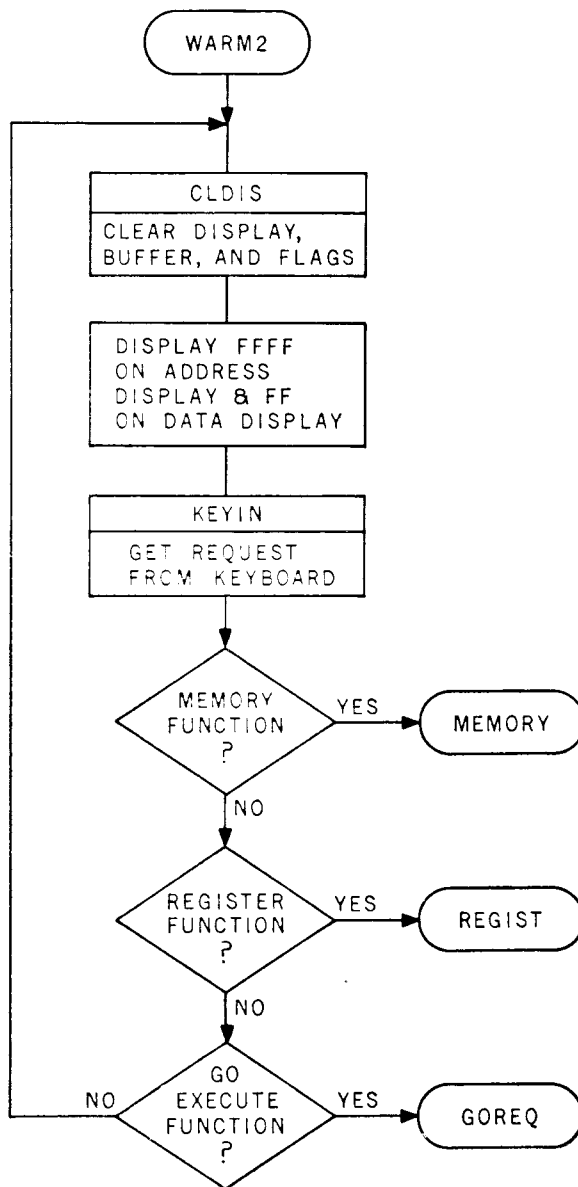 WARM2
CLDIS
CLEAR DISPLAY,
BUFFER, AND FLAGS
DISPLAY FFFF
ON ADDRESS
DISPLAY & FF
ON DATA DISPLAY
KEYIN
GET REQUEST
FROM KEYBOARD
MEMORY
FUNCTION
?
YES
MEMORY
NO
REGISTER
FUNCTION
?
YES
REGIST
NO
GO
EXECUTE
FUNCTION
?
NO
YES
GOREQ